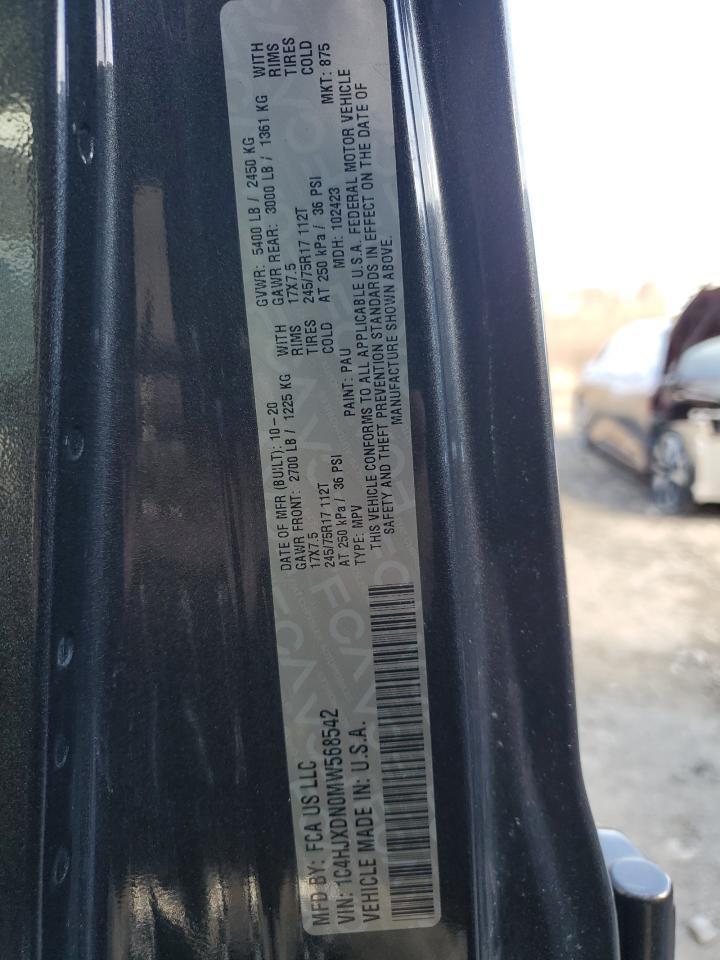 MFD BY: FCA US LLC
DATE OF MFR (BUILT): 10-20
GVWR: 5400 LB / 2450 KG
GAWR FRONT: 2700 LB / 1225 KG WITH
GAWR REAR: 3000 LB / 1361 KG WITH
17X7.5 RIMS
17X7.5 RIMS
245/75R17 112T TIRES
245/75R17 112T TIRES
AT 250 kPa / 36 PSI COLD
AT 250 kPa / 36 PSI COLD
VIN: 1C4HJXDN0MW568542
TYPE: MPV PAINT: PAU MDH: 102423 MKT: 875
VEHICLE MADE IN: U.S.A.
THIS VEHICLE CONFORMS TO ALL APPLICABLE U.S.A. FEDERAL MOTOR VEHICLE
SAFETY AND THEFT PREVENTION STANDARDS IN EFFECT ON THE DATE OF
MANUFACTURE SHOWN ABOVE.